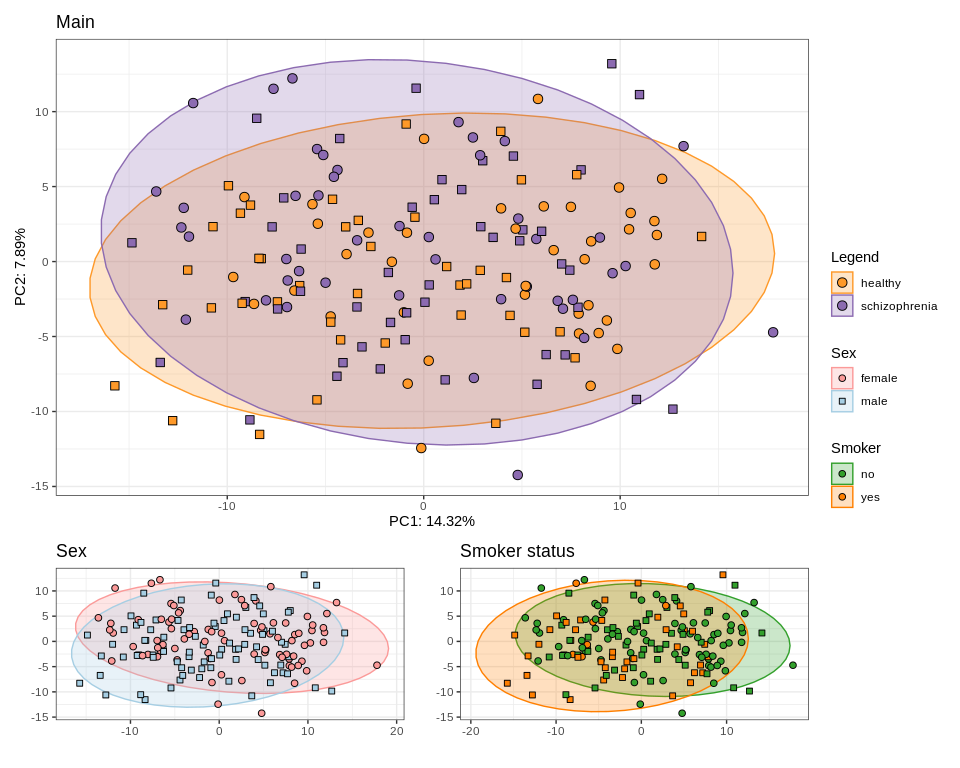 Main
10
5
0
-5
-10
-15
PC2: 7.89%
-10
0
10
PC1: 14.32%
Legend
healthy
schizophrenia
Sex
female
male
Smoker
no
yes
Sex
10
5
0
-5
-10
-15
-10
0
10
20
Smoker status
10
5
0
-5
-10
-15
-20
-10
0
10